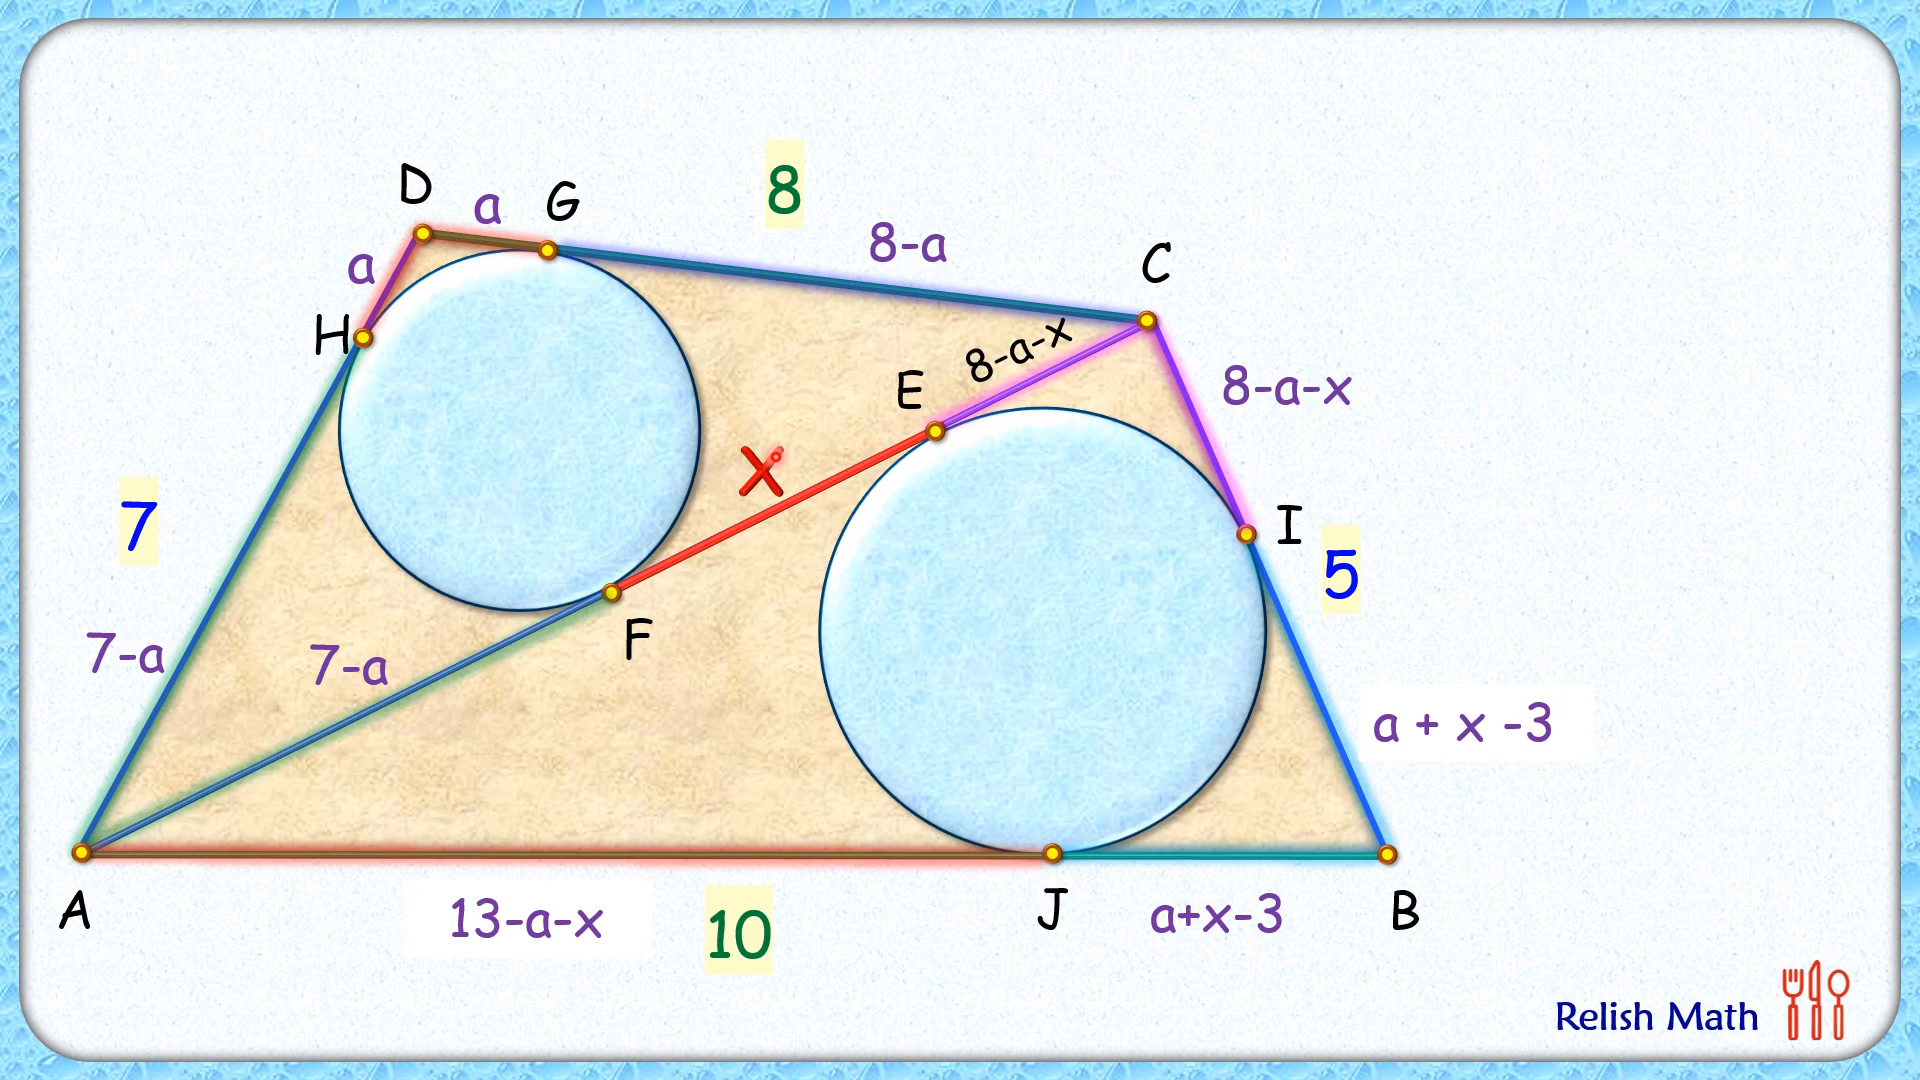 D
a
G
8
8-a
C
a
H
8-a-x
E
8-a-x
X
7
I
5
F
7-a
7-a
a + x -3
A
13-a-x
10
J
a+x-3
B
Relish Math